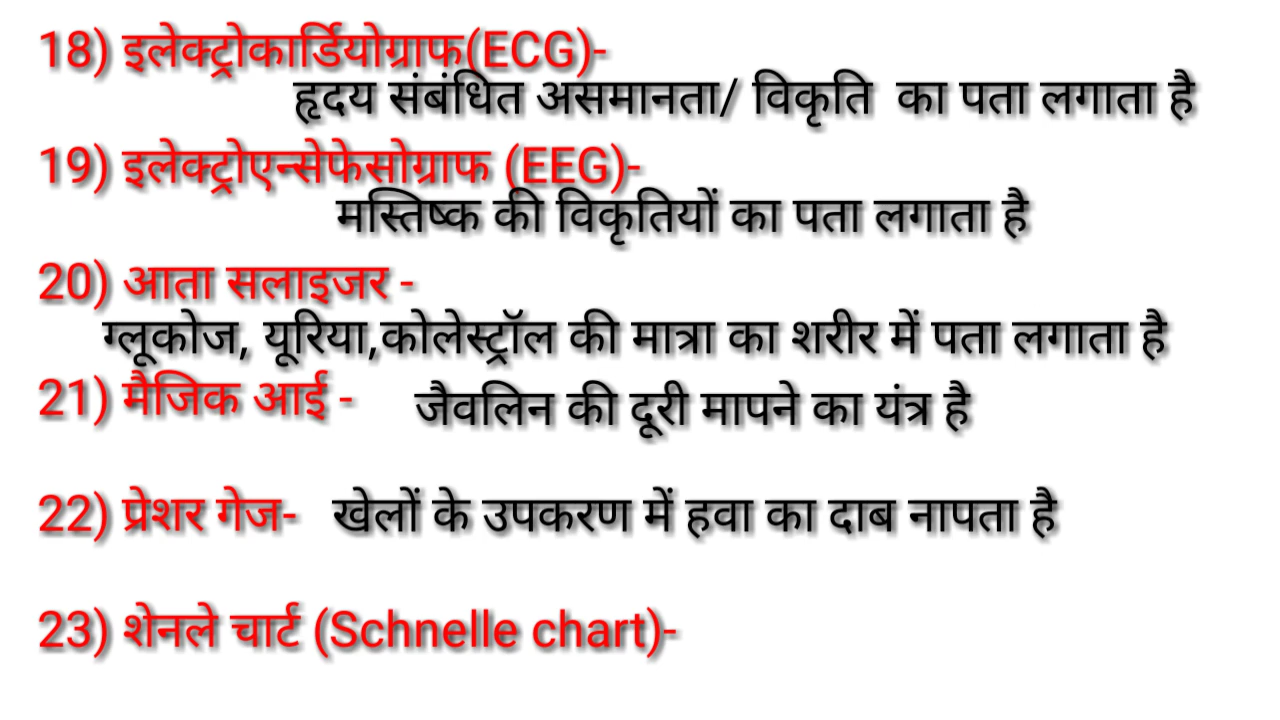 18) इलेक्ट्रोकार्डियोग्राफ(ECG)-
हृदय संबंधित असमानता/ विकृति  का पता लगाता है
19) इलेक्ट्रोएन्सेफेसोग्राफ (EEG)-
मस्तिष्क की विकृतियों का पता लगाता है
20) आता सलाइजर -
ग्लूकोज, यूरिया,कोलेस्ट्रॉल की मात्रा का शरीर में पता लगाता है
21) मैजिक आई - जैवलिन की दूरी मापने का यंत्र है
22) प्रेशर गेज- खेलों के उपकरण में हवा का दाब नापता है
23) शेनले चार्ट (Schnelle chart)-